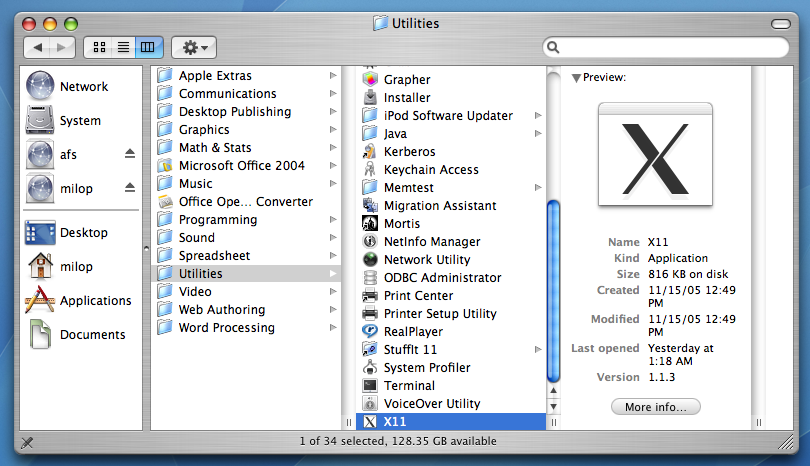 Utilities
Network
System
afs
milop
Desktop
milop
Applications
Documents
Apple Extras
Communications
Desktop Publishing
Graphics
Math & Stats
Microsoft Office 2004
Music
Office Ope... Converter
Programming
Sound
Spreadsheet
Utilities
Video
Web Authoring
Word Processing
Grapher
Installer
iPod Software Updater
Java
Kerberos
Keychain Access
Memtest
Migration Assistant
Mortis
NetInfo Manager
Network Utility
ODBC Administrator
Print Center
Printer Setup Utility
RealPlayer
StuffIt 11
System Profiler
Terminal
VoiceOver Utility
X11
Preview:
Name X11
Kind Application
Size 816 KB on disk
Created 11/15/05 12:49
PM
Modified 11/15/05 12:49
PM
Last opened Yesterday at
1:18 AM
Version 1.1.3
More info...
1 of 34 selected, 128.35 GB available